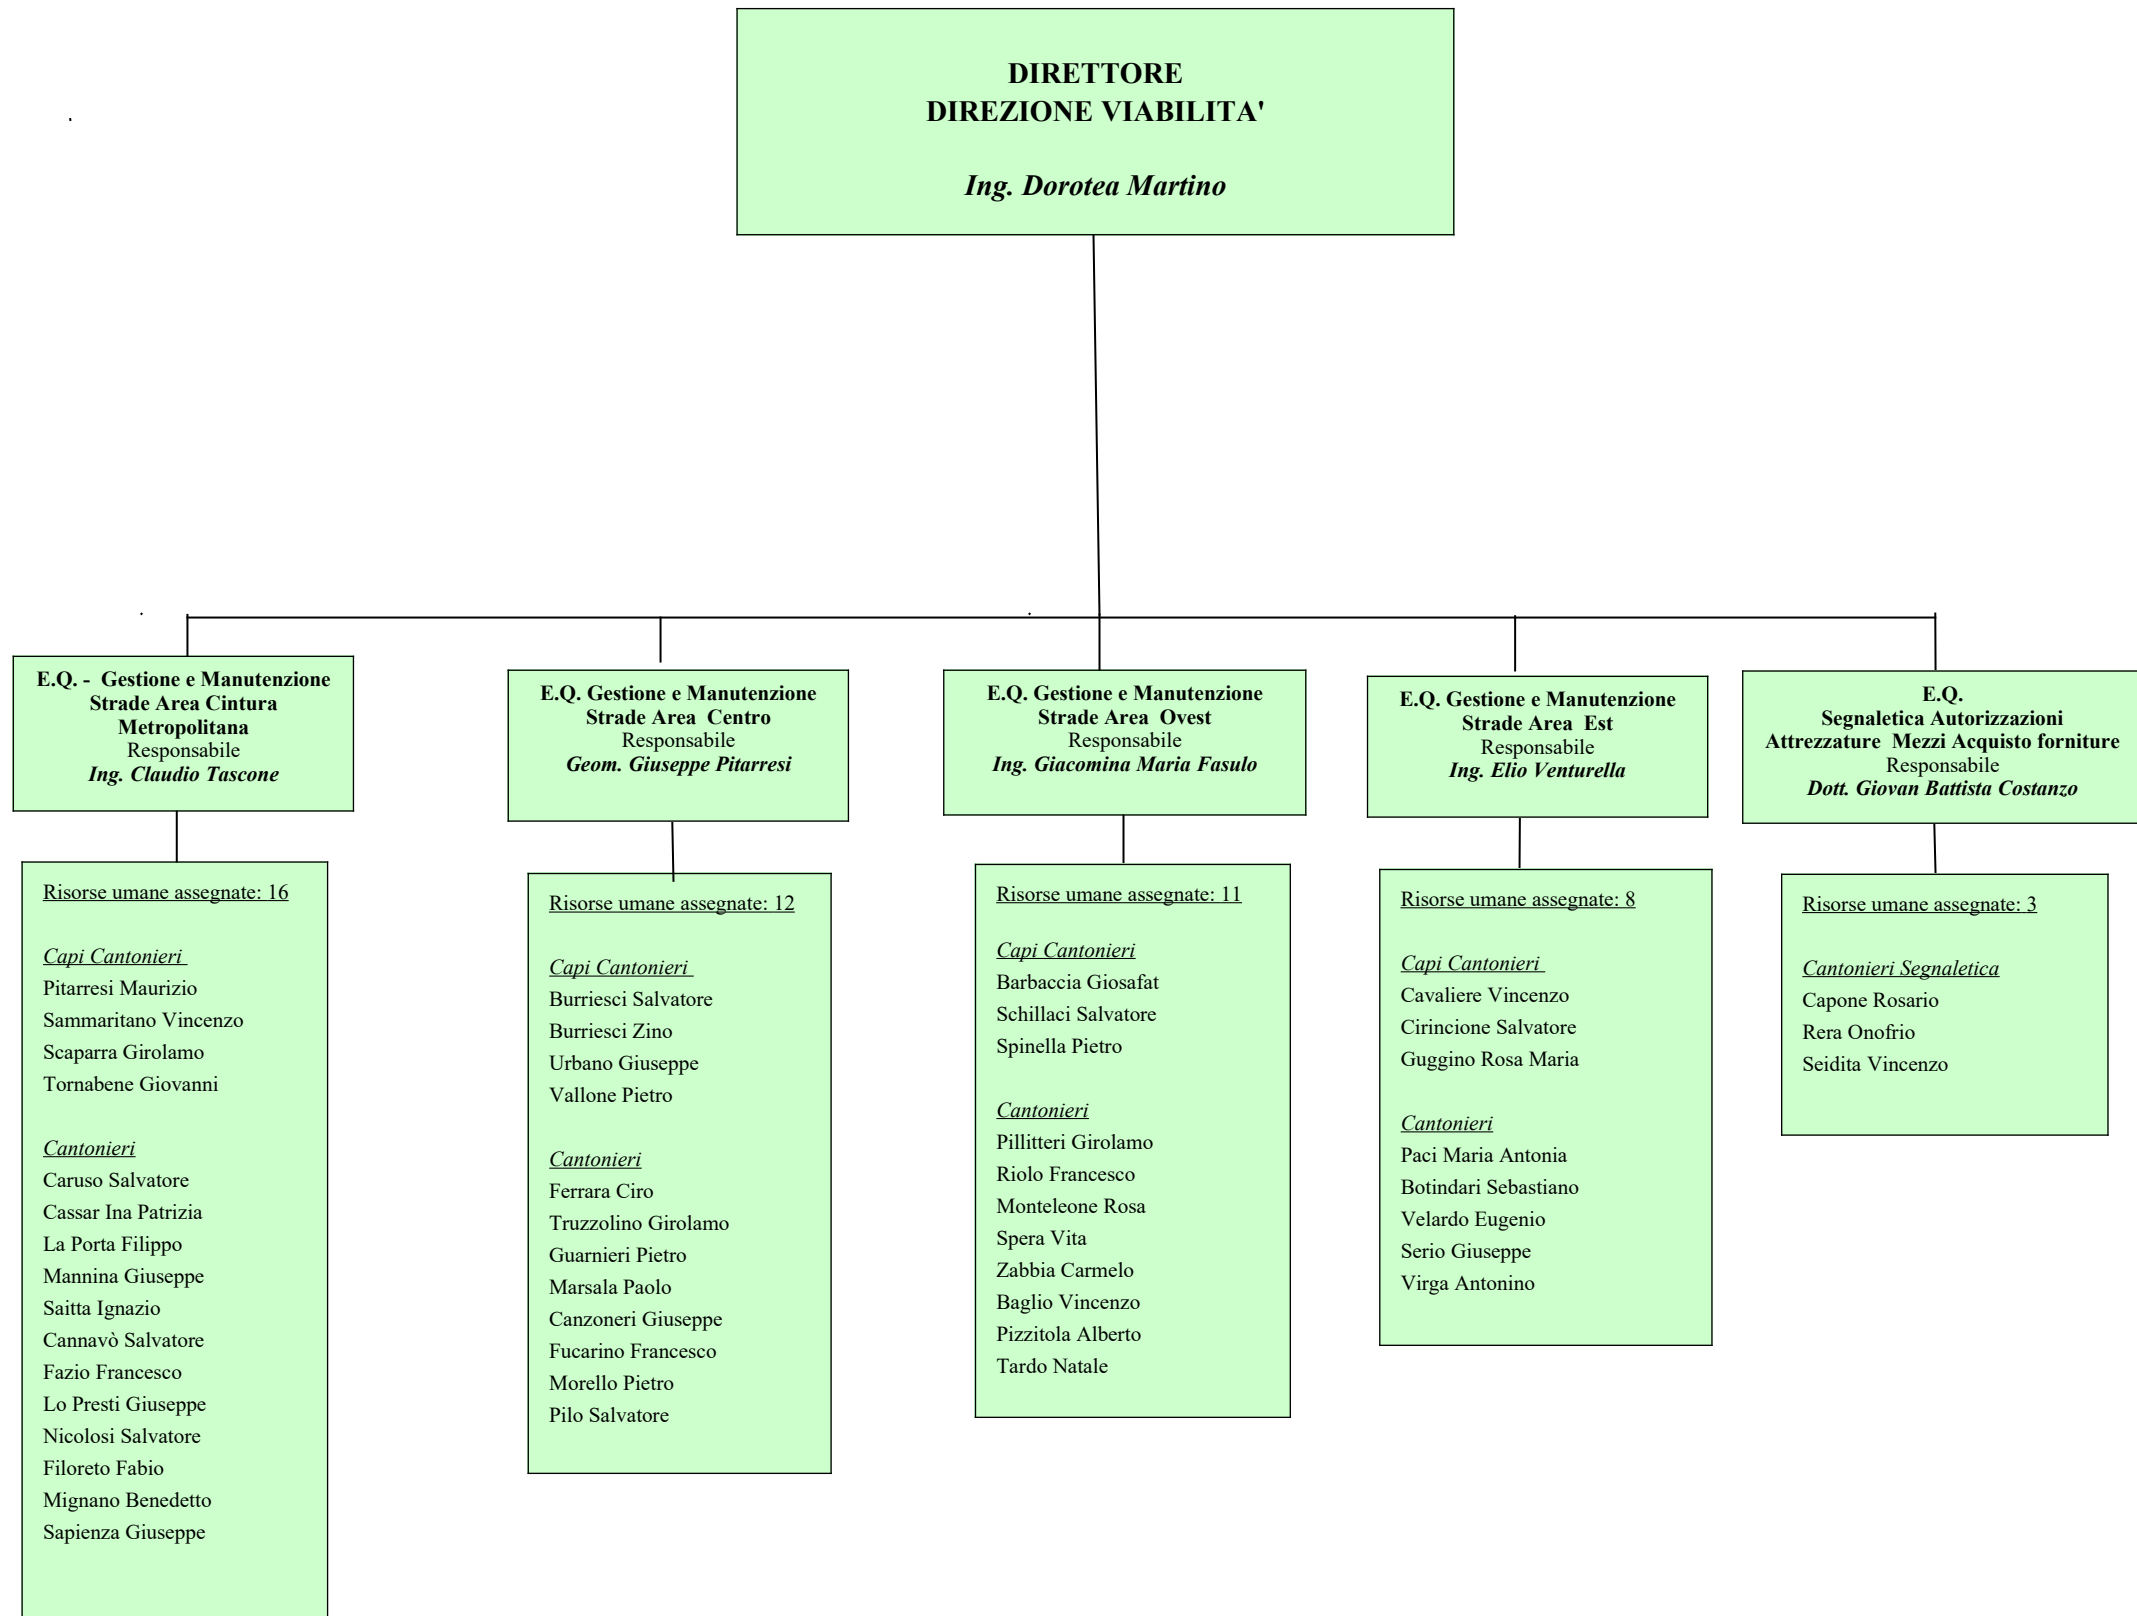 DIRETTORE
DIREZIONE VIABILITA'
Ing. Dorotea Martino
E.Q. - Gestione e Manutenzione
Strade Area Cintura
Metropolitana
Responsabile
Ing. Claudio Tascone
E.Q. Gestione e Manutenzione
Strade Area Centro
Responsabile
Geom. Giuseppe Pitarresi
E.Q. Gestione e Manutenzione
Strade Area Ovest
Responsabile
Ing. Giacomina Maria Fasulo
E.Q. Gestione e Manutenzione
Strade Area Est
Responsabile
Ing. Elio Venturella
E.Q.
Segnaletica Autorizzazioni
Attrezzature Mezzi Acquisto forniture
Responsabile
Dott. Giovan Battista Costanzo
Risorse umane assegnate: 16
Capi Cantonieri
Pitarresi Maurizio
Sammaritano Vincenzo
Scaparra Girolamo
Tornabene Giovanni
Cantonieri
Caruso Salvatore
Cassar Ina Patrizia
La Porta Filippo
Mannina Giuseppe
Saitta Ignazio
Cannavò Salvatore
Fazio Francesco
Lo Presti Giuseppe
Nicolosi Salvatore
Filoreto Fabio
Mignano Benedetto
Sapienza Giuseppe
Risorse umane assegnate: 12
Capi Cantonieri
Burriesci Salvatore
Burriesci Zino
Urbano Giuseppe
Vallone Pietro
Cantonieri
Ferrara Ciro
Truzzolino Girolamo
Guarnieri Pietro
Marsala Paolo
Canzoneri Giuseppe
Fucarino Francesco
Morello Pietro
Pilo Salvatore
Risorse umane assegnate: 11
Capi Cantonieri
Barbaccia Giosafat
Schillaci Salvatore
Spinella Pietro
Cantonieri
Pillitteri Girolamo
Riolo Francesco
Monteleone Rosa
Spera Vita
Zabbia Carmelo
Baglio Vincenzo
Pizzitola Alberto
Tardo Natale
Risorse umane assegnate: 8
Capi Cantonieri
Cavaliere Vincenzo
Cirincione Salvatore
Guggino Rosa Maria
Cantonieri
Paci Maria Antonia
Botindari Sebastiano
Velardo Eugenio
Serio Giuseppe
Virga Antonino
Risorse umane assegnate: 3
Cantonieri Segnaletica
Capone Rosario
Rera Onofrio
Seidita Vincenzo